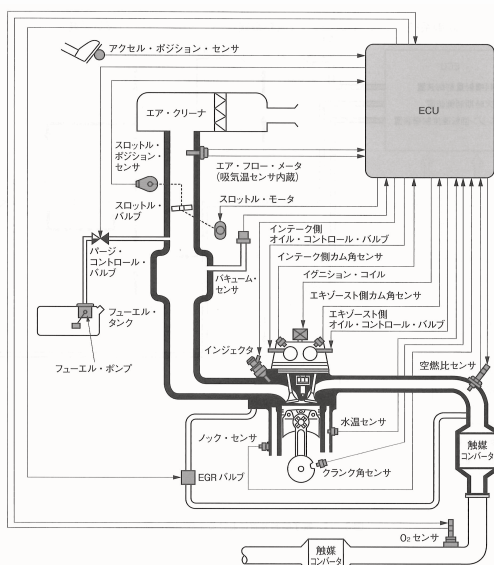 アクセル・ポジション・センサ
ECU
エア・クリーナ
スロットル・
ポジション・
センサ
エア・フロー・メータ
(吸気温センサ内蔵)
スロットル・
バルブ
スロットル・モータ
インテーク側
オイル・コントロール・バルブ
パージ・
コントロール・
バルブ
バキューム・
センサ
インテーク側カム角センサ
イグニション・コイル
エキゾースト側カム角センサ
エキゾースト側
オイル・コントロール・バルブ
フューエル・
タンク
フューエル・ポンプ
インジェクタ
空燃比センサ
水温センサ
ノック・センサ
触媒
コンバータ
EGRバルブ
クランク角センサ
O₂センサ
触媒
コンバータ